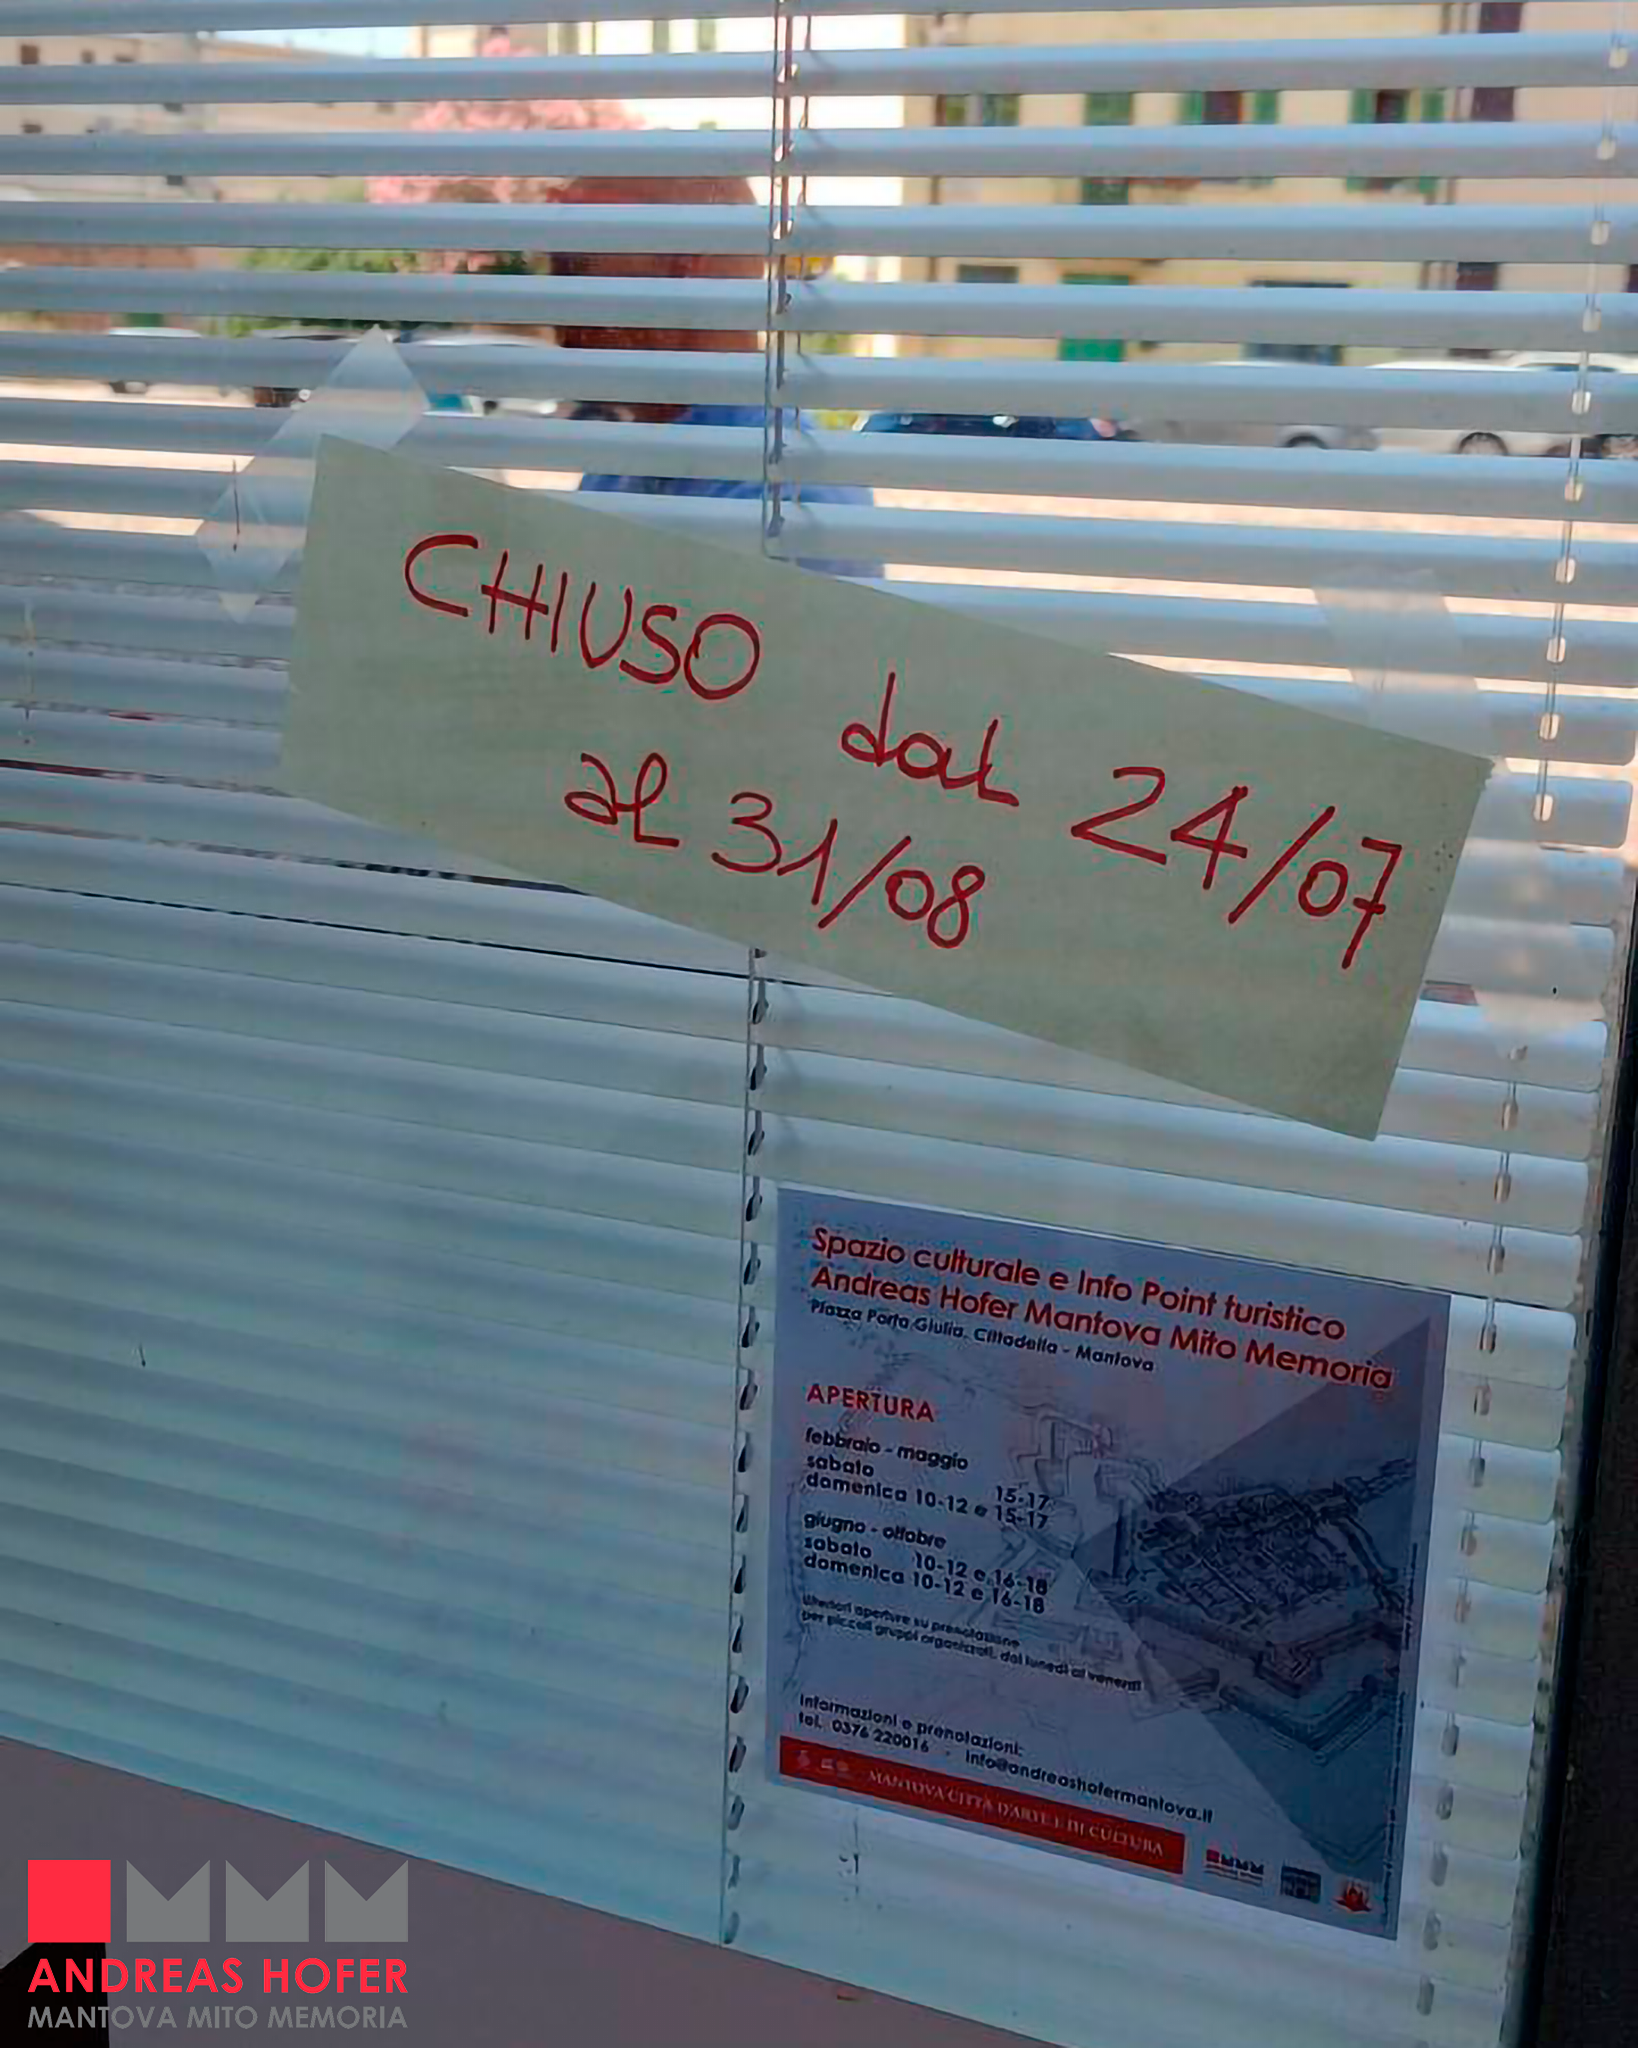 CHIUSO dal 24/07
al 31/08
Spazio culturale e Info Point turistico
Andreas Hofer Mantova Mito Memoria
Piazza Porta Giulia, Cittadella - Mantova
APERTURA
febbraio - maggio
sabato 15-17
domenica 10-12 e 15-17
giugno - ottobre
sabato 10-12 e 16-18
domenica 10-12 e 16-18
Ulteriori aperture su prenotazione
per piccoli gruppi organizzati, dal lunedì al venerdì
Informazioni e prenotazioni:
tel. 0376 220016 - info@andreashofermantova.it
MANTOVA CITTÀ D'ARTE E DI CULTURA
ANDREAS HOFER
MANTOVA MITO MEMORIA